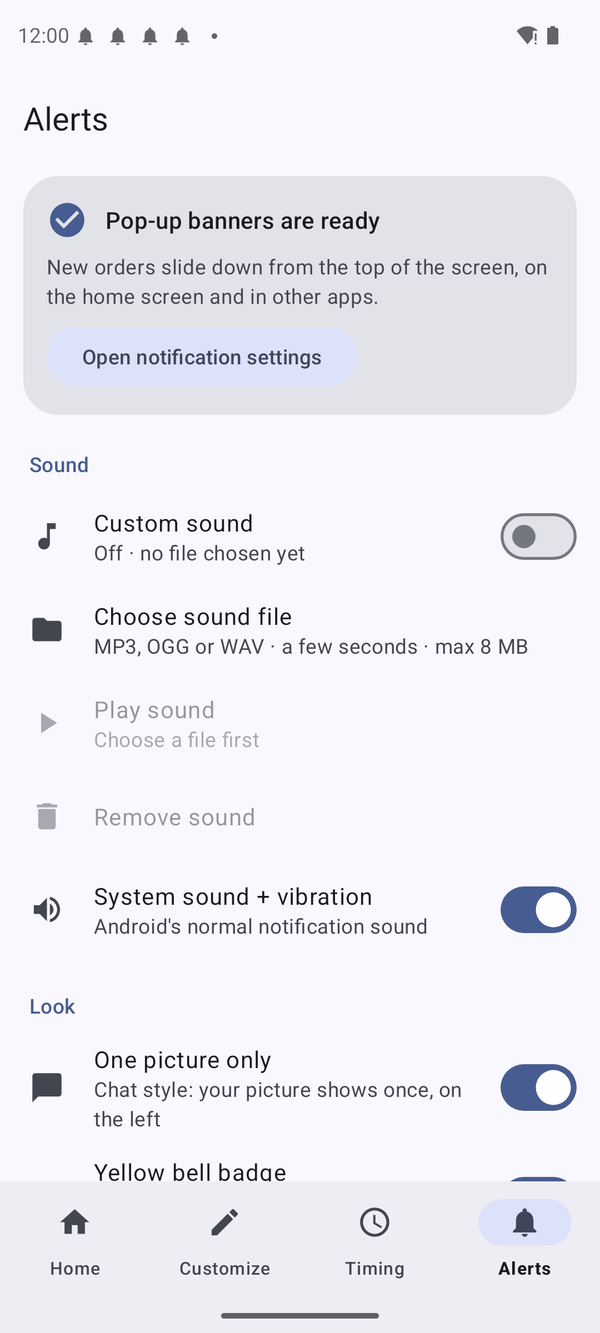 12:00
Alerts
Pop-up banners are ready
New orders slide down from the top of the screen, on
the home screen and in other apps.
Open notification settings
Sound
Custom sound
Off · no file chosen yet
Choose sound file
MP3, OGG or WAV · a few seconds · max 8 MB
Play sound
Choose a file first
Remove sound
System sound + vibration
Android's normal notification sound
Look
One picture only
Chat style: your picture shows once, on
the left
Yellow bell badge
Home
Customize
Timing
Alerts